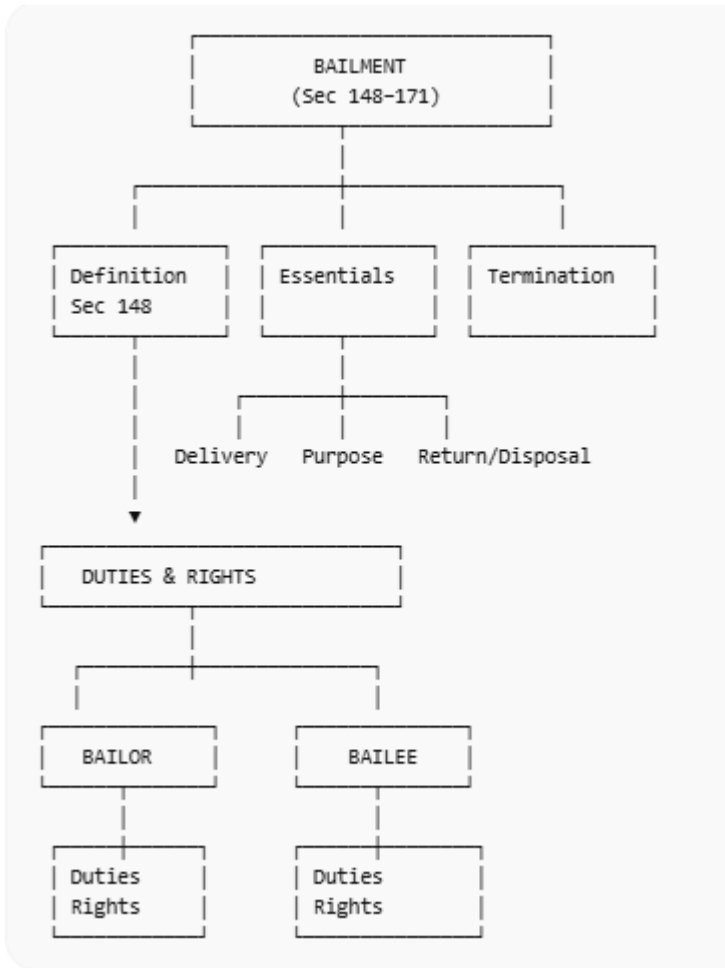 BAILMENT
(Sec 148–171)
Definition Essentials Termination
Sec 148
Delivery Purpose Return/Disposal
DUTIES & RIGHTS
BAILOR BAILEE
Duties Duties
Rights Rights